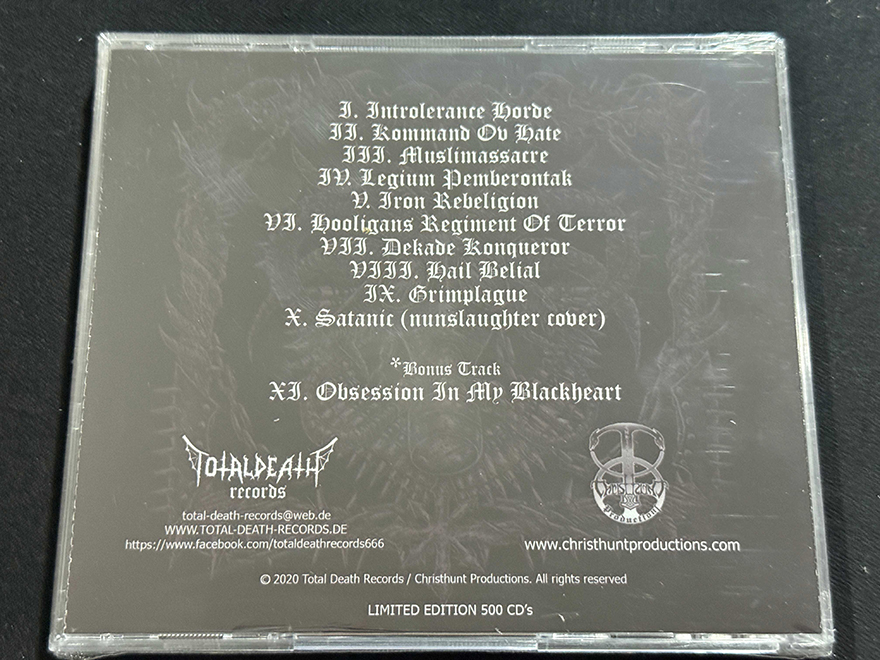 I. Introlerance Horde
II. Kommand Ov Hate
III. Muslimassacre
IV. Legium Pemberontak
V. Iron Rebeligion
VI. Hooligans Regiment Of Terror
VII. Dekade Konqueror
VIII. Hail Belial
IX. Grimplague
X. Satanic (nunslaughter cover)
*Bonus Track
XI. Obsession In My Blackheart
TOTALDEATH
records
total-death-records@web.de
WWW.TOTAL-DEATH-RECORDS.DE
https://www.facebook.com/totaldeathrecords666
Christhunt
Productions
www.christhuntproductions.com
© 2020 Total Death Records / Christhunt Productions. All rights reserved
LIMITED EDITION 500 CD's